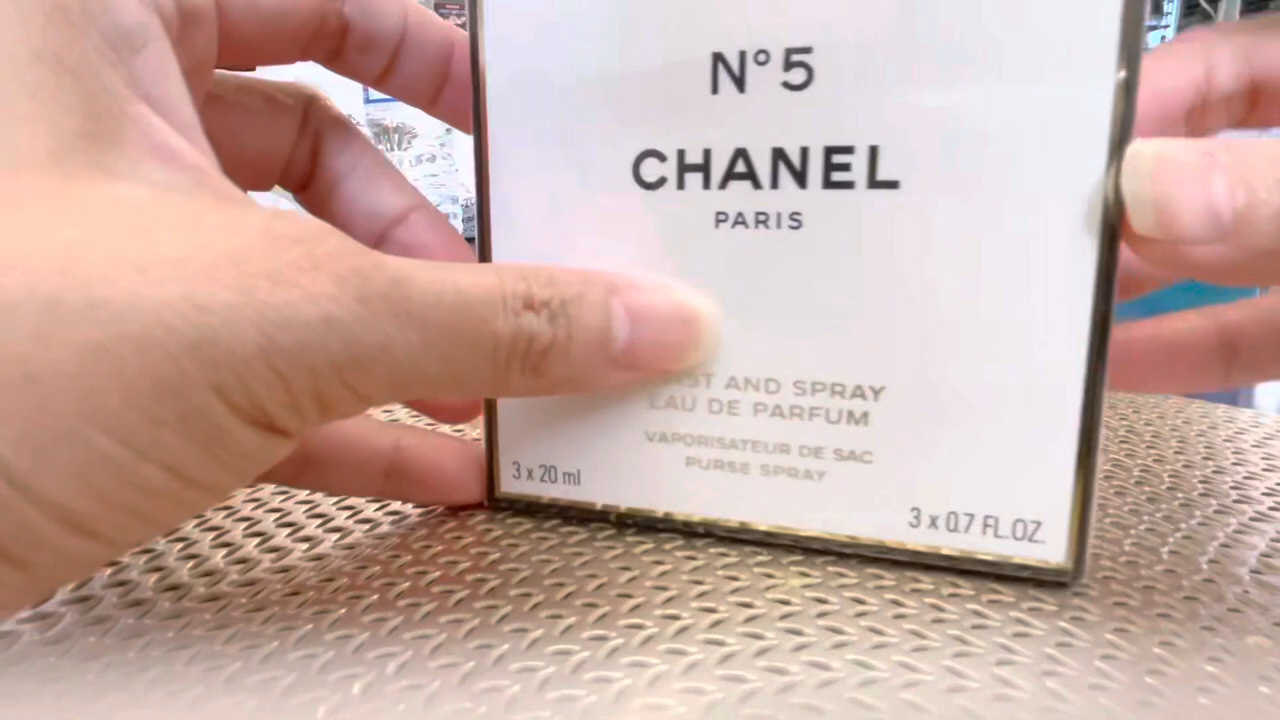 N°5
CHANEL
PARIS
AND SPRAY
EAU DE PARFUM
VAPORISATEUR DE SAC
PURSE SPRAY
3 x 20 ml
3 x 0.7 FL.OZ.